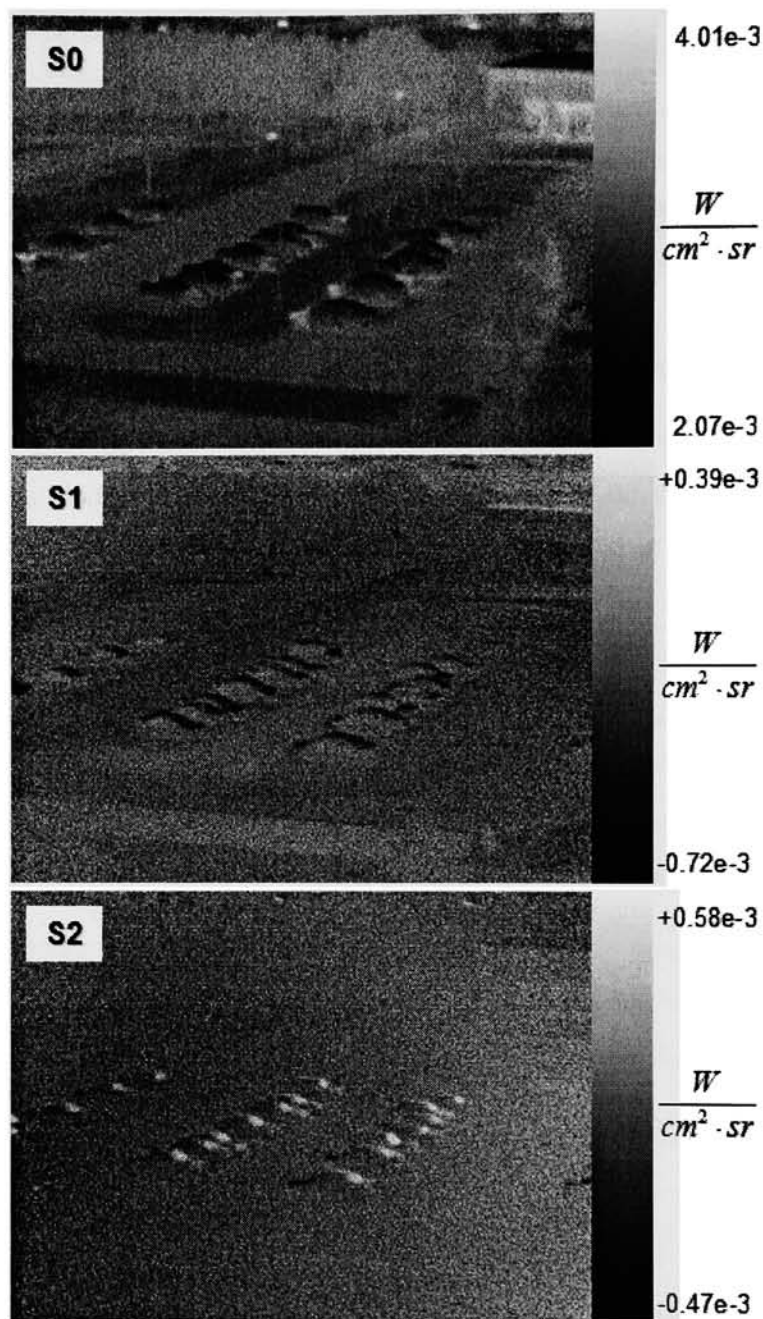 S0
4.01e-3
W
cm² · sr
2.07e-3
S1
+0.39e-3
W
cm² · sr
-0.72e-3
S2
+0.58e-3
W
cm² · sr
-0.47e-3